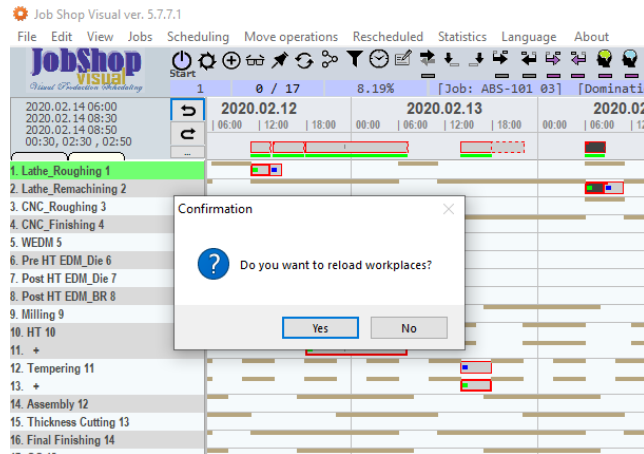 Job Shop Visual ver. 5.7.7.1
File Edit View Jobs Scheduling Move operations Rescheduled Statistics Language About
JobShop
visual
Visual Production Scheduling
Start
1 0 / 17 8.19% [Job: ABS-101 03] [Dominati
2020.02.14 06:00
2020.02.14 08:30
2020.02.14 08:50
00:30, 02:30 , 02:50
...
2020.02.12 2020.02.13 2020.02
06:00 12:00 18:00 00:00 06:00 12:00 18:00 00:00 06:00 12
1. Lathe_Roughing 1
2. Lathe_Remachining 2
3. CNC_Roughing 3
4. CNC_Finishing 4
5. WEDM 5
6. Pre HT EDM_Die 6
7. Post HT EDM_Die 7
8. Post HT EDM_BR 8
9. Milling 9
10. HT 10
11. +
12. Tempering 11
13. +
14. Assembly 12
15. Thickness Cutting 13
16. Final Finishing 14
Confirmation
Do you want to reload workplaces?
Yes No